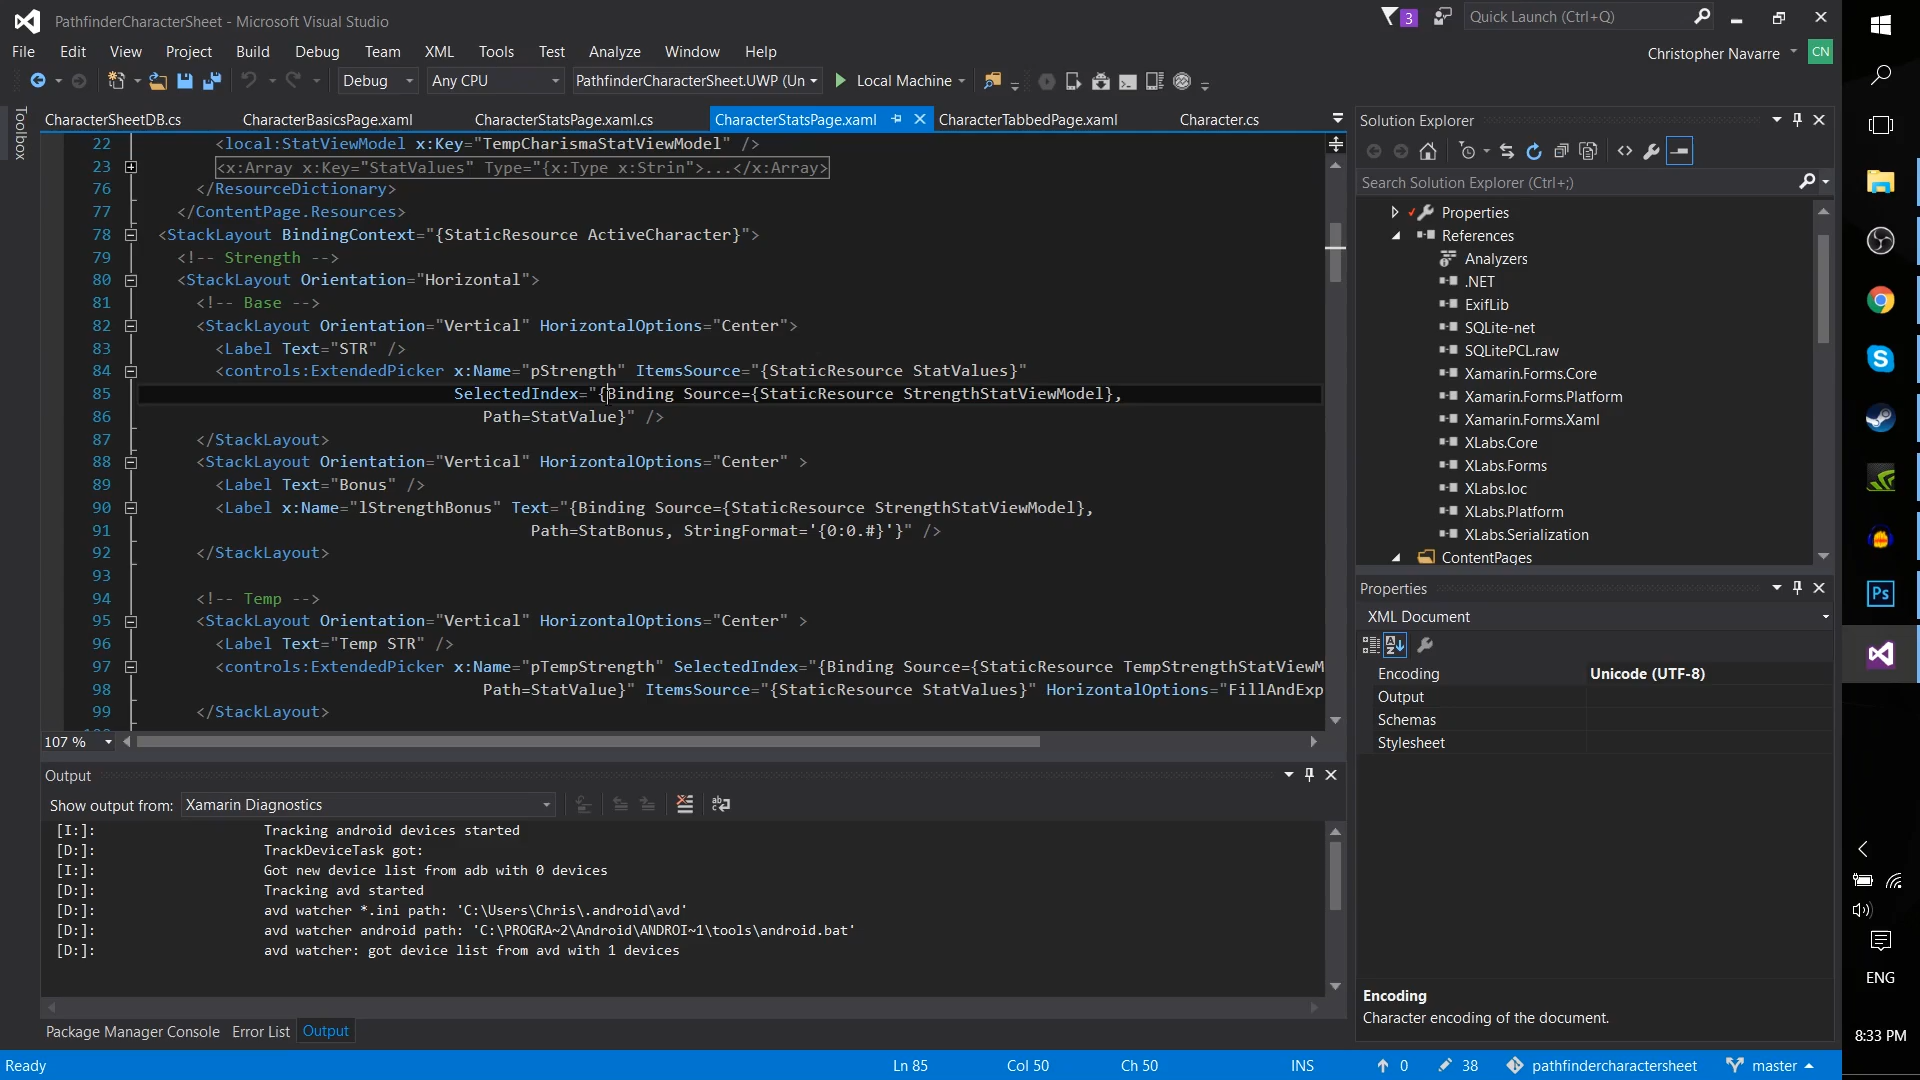 PathfinderCharacterSheet - Microsoft Visual Studio
3
Quick Launch (Ctrl+Q)
File Edit View Project Build Debug Team XML Tools Test Analyze Window Help
Christopher Navarre
CN
Debug
Any CPU
PathfinderCharacterSheet.UWP (Un
Local Machine
Toolbox
CharacterSheetDB.cs
CharacterBasicsPage.xaml
CharacterStatsPage.xaml.cs
CharacterStatsPage.xaml
CharacterTabbedPage.xaml
Character.cs
22 <local:StatViewModel x:Key="TempCharismaStatViewModel" />
23 <x:Array x:Key="StatValues" Type="{x:Type x:Strin">...</x:Array>
76 </ResourceDictionary>
77 </ContentPage.Resources>
78 <StackLayout BindingContext="{StaticResource ActiveCharacter}">
79 <!-- Strength -->
80 <StackLayout Orientation="Horizontal">
81 <!-- Base -->
82 <StackLayout Orientation="Vertical" HorizontalOptions="Center">
83 <Label Text="STR" />
84 <controls:ExtendedPicker x:Name="pStrength" ItemsSource="{StaticResource StatValues}"
85 SelectedIndex="{Binding Source={StaticResource StrengthStatViewModel},
86 Path=StatValue}" />
87 </StackLayout>
88 <StackLayout Orientation="Vertical" HorizontalOptions="Center" >
89 <Label Text="Bonus" />
90 <Label x:Name="lStrengthBonus" Text="{Binding Source={StaticResource StrengthStatViewModel},
91 Path=StatBonus, StringFormat='{0:0.#}'}" />
92 </StackLayout>
93
94 <!-- Temp -->
95 <StackLayout Orientation="Vertical" HorizontalOptions="Center" >
96 <Label Text="Temp STR" />
97 <controls:ExtendedPicker x:Name="pTempStrength" SelectedIndex="{Binding Source={StaticResource TempStrengthStatViewM
98 Path=StatValue}" ItemsSource="{StaticResource StatValues}" HorizontalOptions="FillAndExp
99 </StackLayout>
107 %
Output
Show output from: Xamarin Diagnostics
[I:]: Tracking android devices started
[D:]: TrackDeviceTask got:
[I:]: Got new device list from adb with 0 devices
[D:]: Tracking avd started
[D:]: avd watcher *.ini path: 'C:\Users\Chris\.android\avd'
[D:]: avd watcher android path: 'C:\PROGRA~2\Android\ANDROI~1\tools\android.bat'
[D:]: avd watcher: got device list from avd with 1 devices
Package Manager Console Error List Output
Solution Explorer
Search Solution Explorer (Ctrl+;)
Properties
References
Analyzers
.NET
ExifLib
SQLite-net
SQLitePCL.raw
Xamarin.Forms.Core
Xamarin.Forms.Platform
Xamarin.Forms.Xaml
XLabs.Core
XLabs.Forms
XLabs.Ioc
XLabs.Platform
XLabs.Serialization
ContentPages
Properties
XML Document
Encoding Unicode (UTF-8)
Output
Schemas
Stylesheet
Encoding
Character encoding of the document.
Ps
ENG
8:33 PM
Ready
Ln 85
Col 50
Ch 50
INS
0
38
pathfindercharactersheet
master